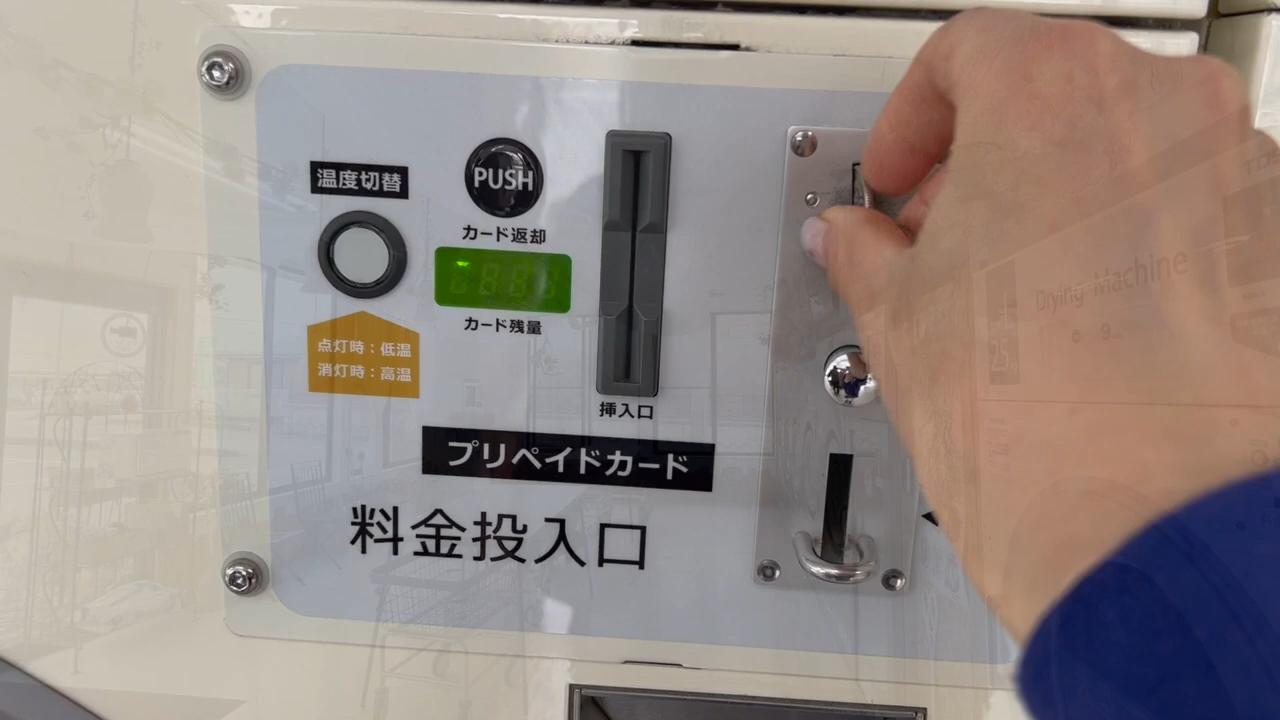 温度切替
PUSH
カード返却
カード残量
点灯時：低温
消灯時：高温
挿入口
プリペイドカード
料金投入口
Drying Machine
25